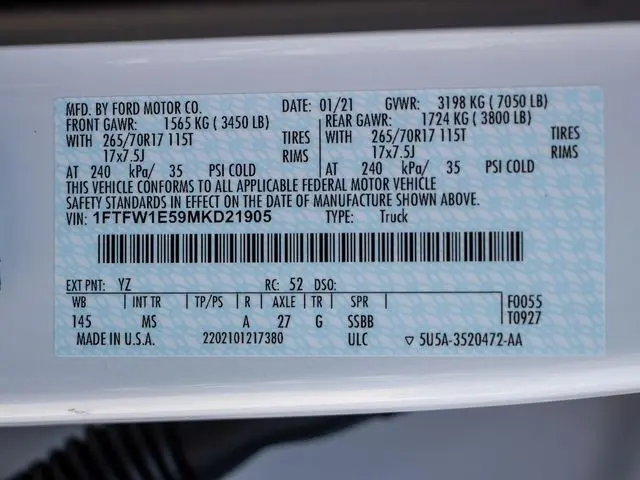 MFD. BY FORD MOTOR CO. DATE: 01/21 GVWR: 3198 KG ( 7050 LB)
FRONT GAWR: 1565 KG ( 3450 LB) REAR GAWR: 1724 KG ( 3800 LB)
WITH 265/70R17 115T TIRES WITH 265/70R17 115T TIRES
17x7.5J RIMS 17x7.5J RIMS
AT 240 kPa/ 35 PSI COLD AT 240 kPa/ 35 PSI COLD
THIS VEHICLE CONFORMS TO ALL APPLICABLE FEDERAL MOTOR VEHICLE
SAFETY STANDARDS IN EFFECT ON THE DATE OF MANUFACTURE SHOWN ABOVE.
VIN: 1FTFW1E59MKD21905 TYPE: Truck
EXT PNT: YZ RC: 52 DSO:
WB INT TR TP/PS R AXLE TR SPR F0055
145 MS A 27 G SSBB T0927
MADE IN U.S.A. 2202101217380 ULC ▽ 5U5A-3520472-AA